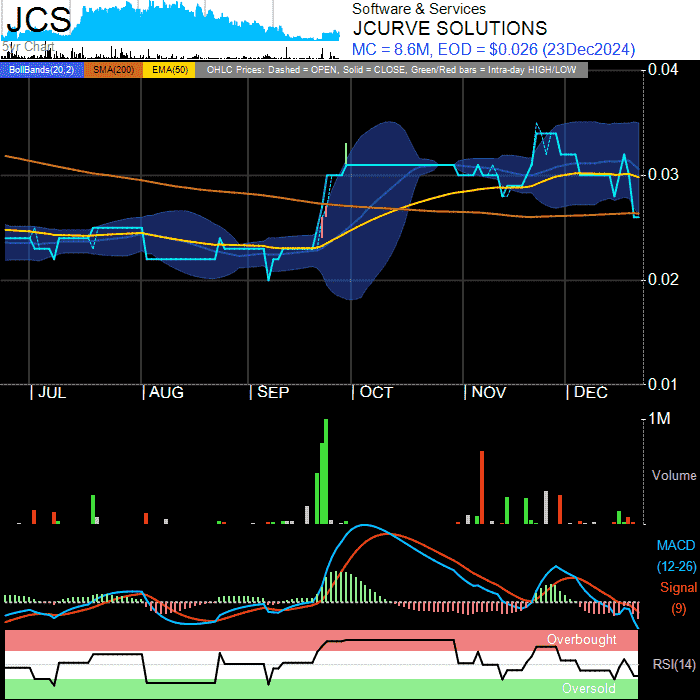 JCS
5yr Chart
Software & Services
JCURVE SOLUTIONS
MC = 8.6M, EOD = $0.026 (23Dec2024)
BollBands(20,2) SMA(200) EMA(50) OHLC Prices: Dashed = OPEN, Solid = CLOSE, Green/Red bars = Intra-day HIGH/LOW
0.04
0.03
0.02
0.01
| JUL | AUG | SEP | OCT | NOV | DEC
1M
Volume
MACD
(12-26)
Signal
(9)
Overbought
RSI(14)
Oversold